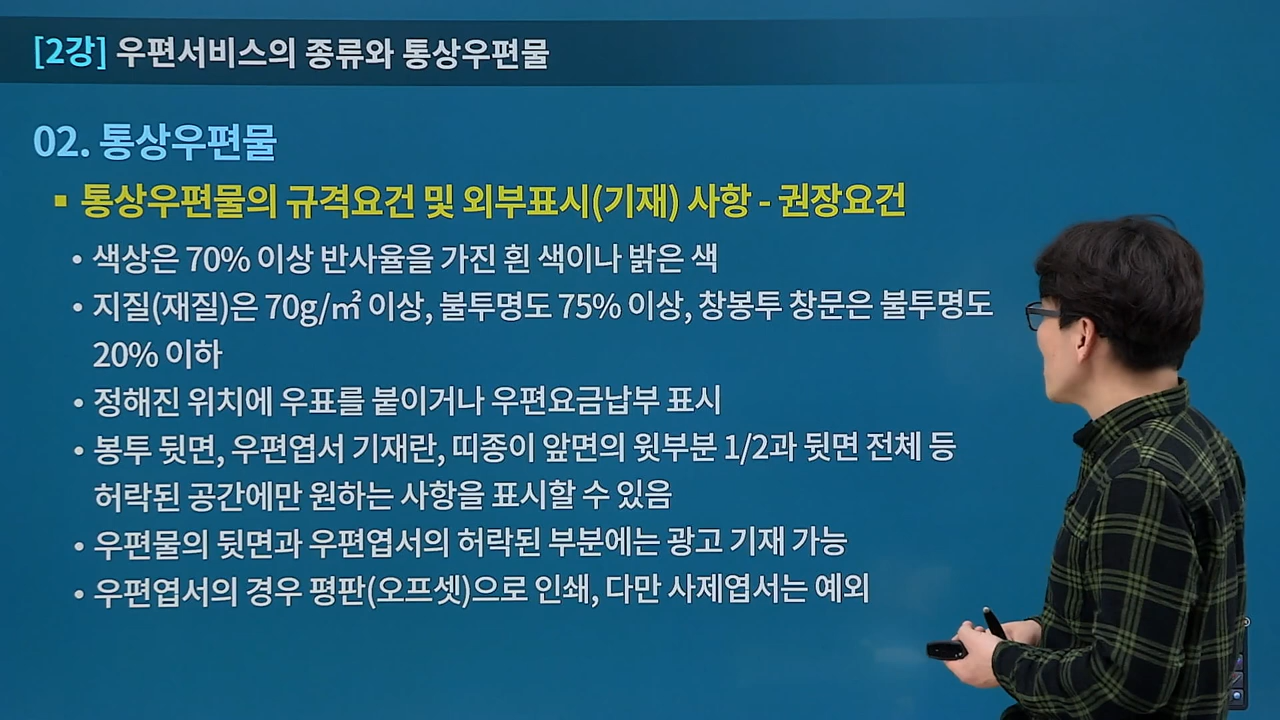 [2강] 우편서비스의 종류와 통상우편물
02. 통상우편물
▪ 통상우편물의 규격요건 및 외부표시(기재) 사항 - 권장요건
• 색상은 70% 이상 반사율을 가진 흰 색이나 밝은 색
• 지질(재질)은 70g/㎡ 이상, 불투명도 75% 이상, 창봉투 창문은 불투명도
20% 이하
• 정해진 위치에 우표를 붙이거나 우편요금납부 표시
• 봉투 뒷면, 우편엽서 기재란, 띠종이 앞면의 윗부분 1/2과 뒷면 전체 등
허락된 공간에만 원하는 사항을 표시할 수 있음
• 우편물의 뒷면과 우편엽서의 허락된 부분에는 광고 기재 가능
• 우편엽서의 경우 평판(오프셋)으로 인쇄, 다만 사제엽서는 예외